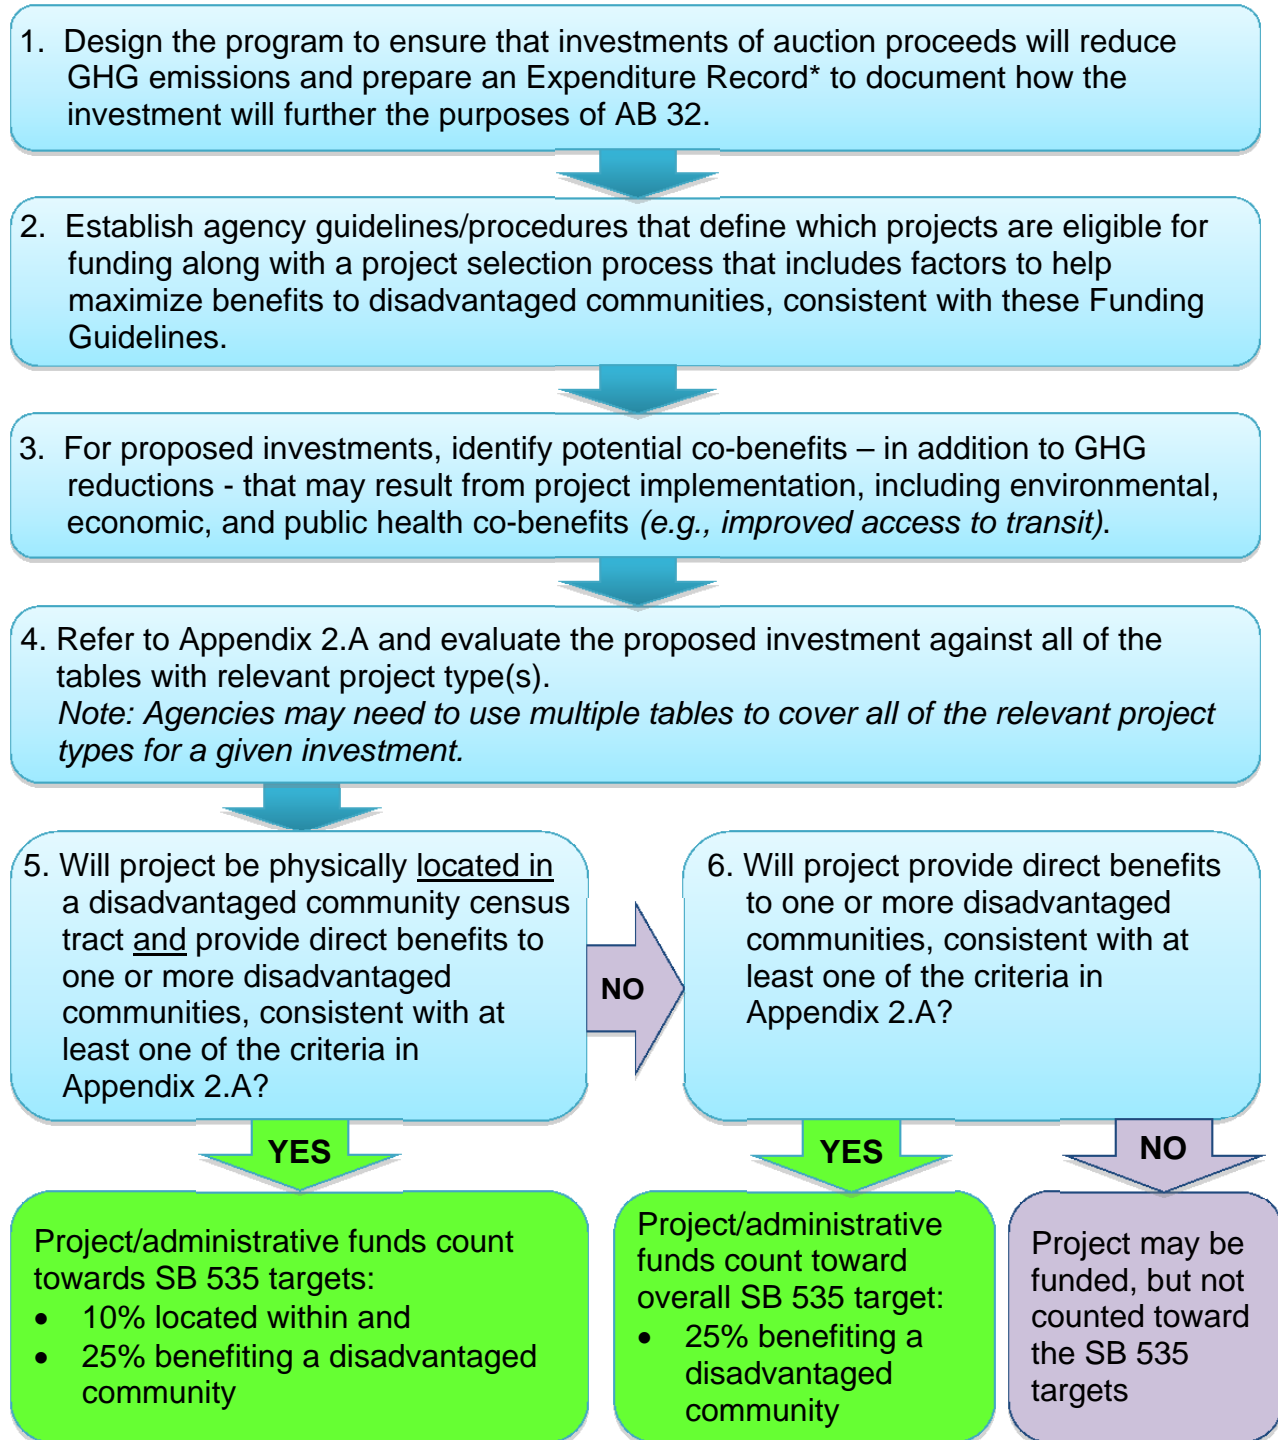 1. Design the program to ensure that investments of auction proceeds will reduce
GHG emissions and prepare an Expenditure Record* to document how the
investment will further the purposes of AB 32.
2. Establish agency guidelines/procedures that define which projects are eligible for
funding along with a project selection process that includes factors to help
maximize benefits to disadvantaged communities, consistent with these Funding
Guidelines.
3. For proposed investments, identify potential co-benefits – in addition to GHG
reductions - that may result from project implementation, including environmental,
economic, and public health co-benefits (e.g., improved access to transit).
4. Refer to Appendix 2.A and evaluate the proposed investment against all of the
tables with relevant project type(s).
Note: Agencies may need to use multiple tables to cover all of the relevant project
types for a given investment.
5. Will project be physically located in
a disadvantaged community census
tract and provide direct benefits to
one or more disadvantaged
communities, consistent with at
least one of the criteria in
Appendix 2.A?
NO
6. Will project provide direct benefits
to one or more disadvantaged
communities, consistent with at
least one of the criteria in
Appendix 2.A?
YES
YES
NO
Project/administrative funds count
towards SB 535 targets:
• 10% located within and
• 25% benefiting a disadvantaged
community
Project/administrative
funds count toward
overall SB 535 target:
• 25% benefiting a
disadvantaged
community
Project may be
funded, but not
counted toward
the SB 535
targets